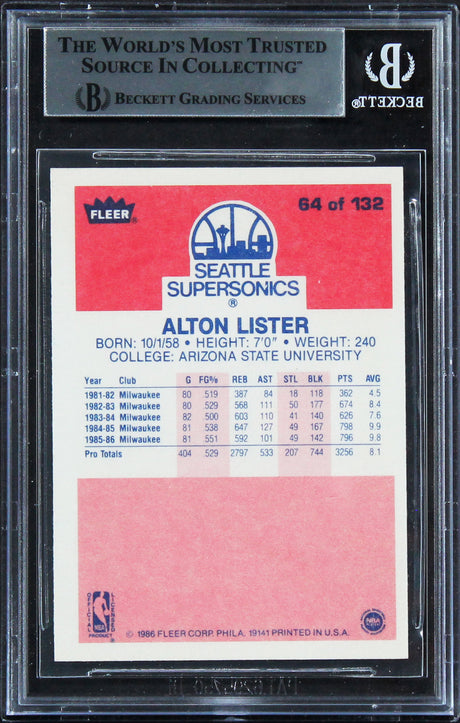 THE WORLD'S MOST TRUSTED
SOURCE IN COLLECTING™
B BECKETT GRADING SERVICES
B
BECKETT®
FLEER®
64 of 132
SEATTLE
SUPERSONICS
®
ALTON LISTER
BORN: 10/1/58 • HEIGHT: 7'0" • WEIGHT: 240
COLLEGE: ARIZONA STATE UNIVERSITY
Year Club G FG% REB AST STL BLK PTS AVG
1981-82 Milwaukee 80 519 387 84 18 118 362 4.5
1982-83 Milwaukee 80 529 568 111 50 177 674 8.4
1983-84 Milwaukee 82 500 603 110 41 140 626 7.6
1984-85 Milwaukee 81 538 647 127 49 167 798 9.9
1985-86 Milwaukee 81 551 592 101 49 142 796 9.8
Pro Totals 404 529 2797 533 207 744 3256 8.1
OFFICIAL LICENSED
NBA
PRODUCT
© 1986 FLEER CORP. PHILA. 19141 PRINTED IN U.S.A.
NBA